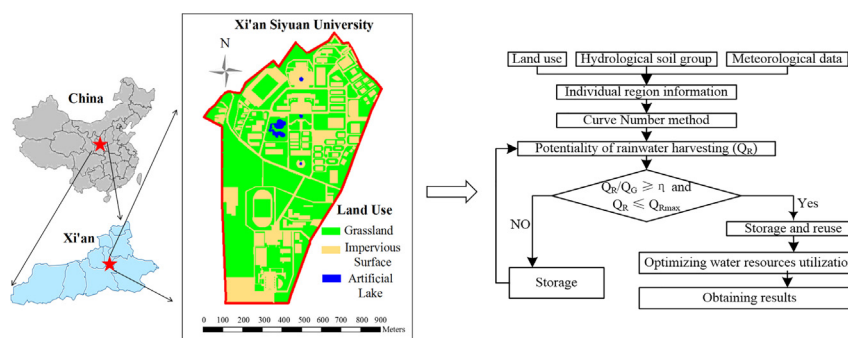 China
Xi'an
Xi'an Siyuan University
N
Land Use
Grassland
Impervious
Surface
Artificial
Lake
0 100 200 300 400 500 600 700 800 900
Meters
Land use
Hydrological soil group
Meteorological data
Individual region information
Curve Number method
Potentiality of rainwater harvesting (QR)
QR/QG ≥ η and
QR ≤ QRmax
NO
Yes
Storage
Storage and reuse
Optimizing water resources utilization
Obtaining results